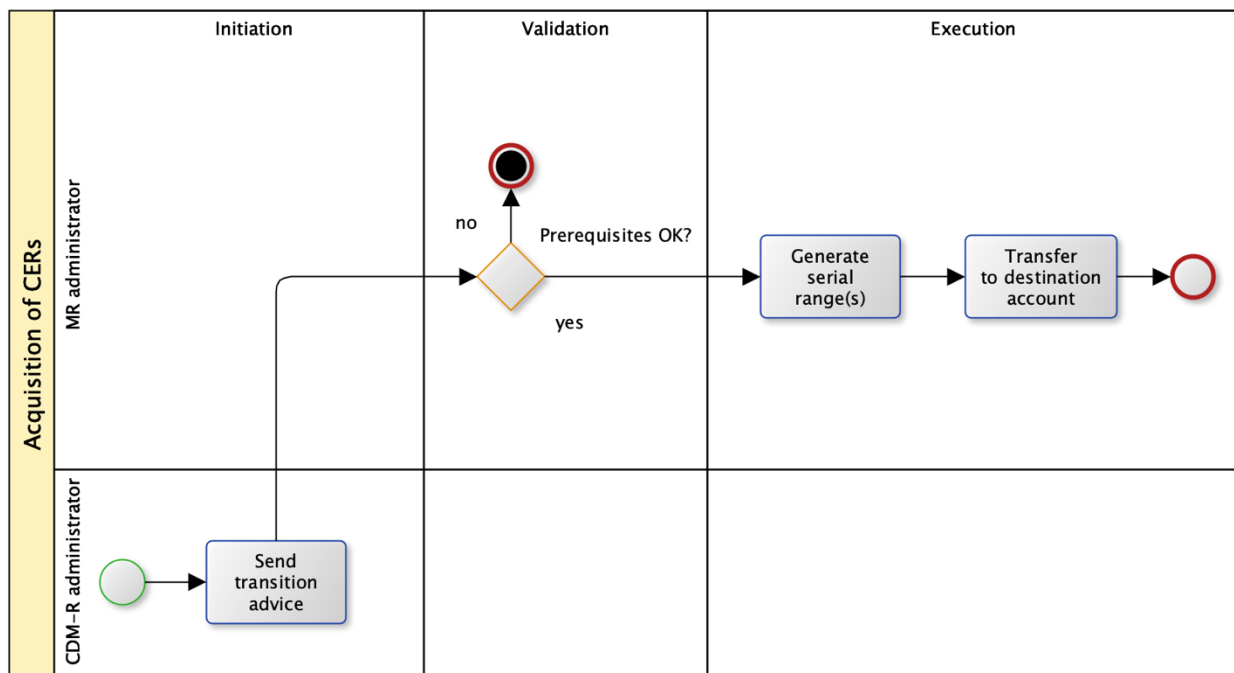 Acquisition of CERs
Initiation
Validation
Execution
MR administrator
no
Prerequisites OK?
yes
Generate
serial
range(s)
Transfer
to destination
account
CDM-R administrator
Send
transition
advice